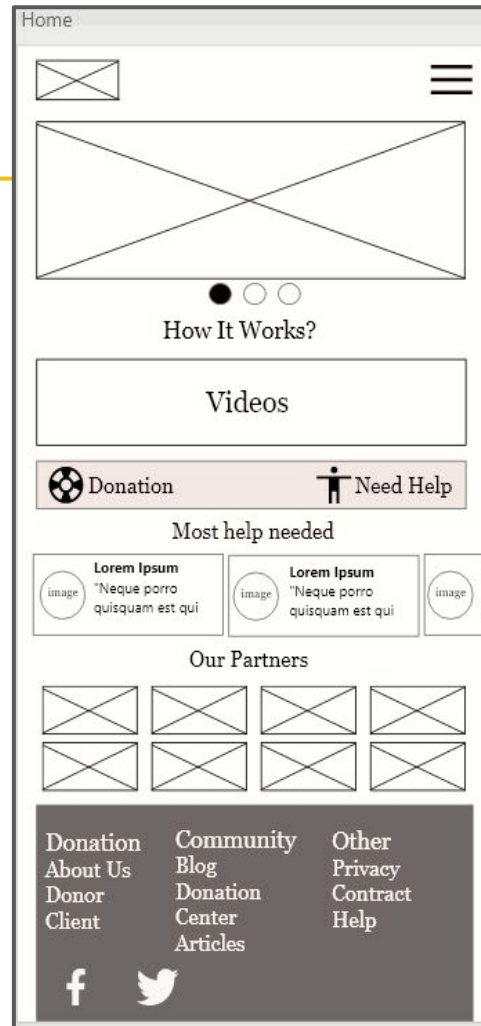 Home
How It Works?
Videos
Donation
Need Help
Most help needed
image
Lorem Ipsum
"Neque porro
quisquam est qui
image
Lorem Ipsum
"Neque porro
quisquam est qui
image
Our Partners
Donation
About Us
Donor
Client
Community
Blog
Donation
Center
Articles
Other
Privacy
Contract
Help